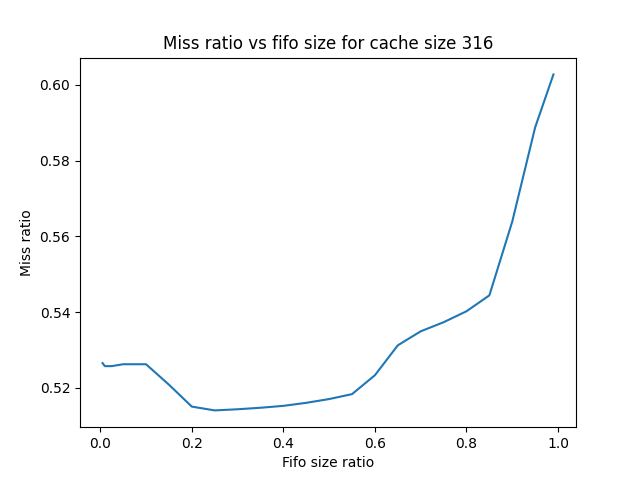 Miss ratio vs fifo size for cache size 316
0.60
0.58
0.56
0.54
0.52
Miss ratio
0.0 0.2 0.4 0.6 0.8 1.0
Fifo size ratio